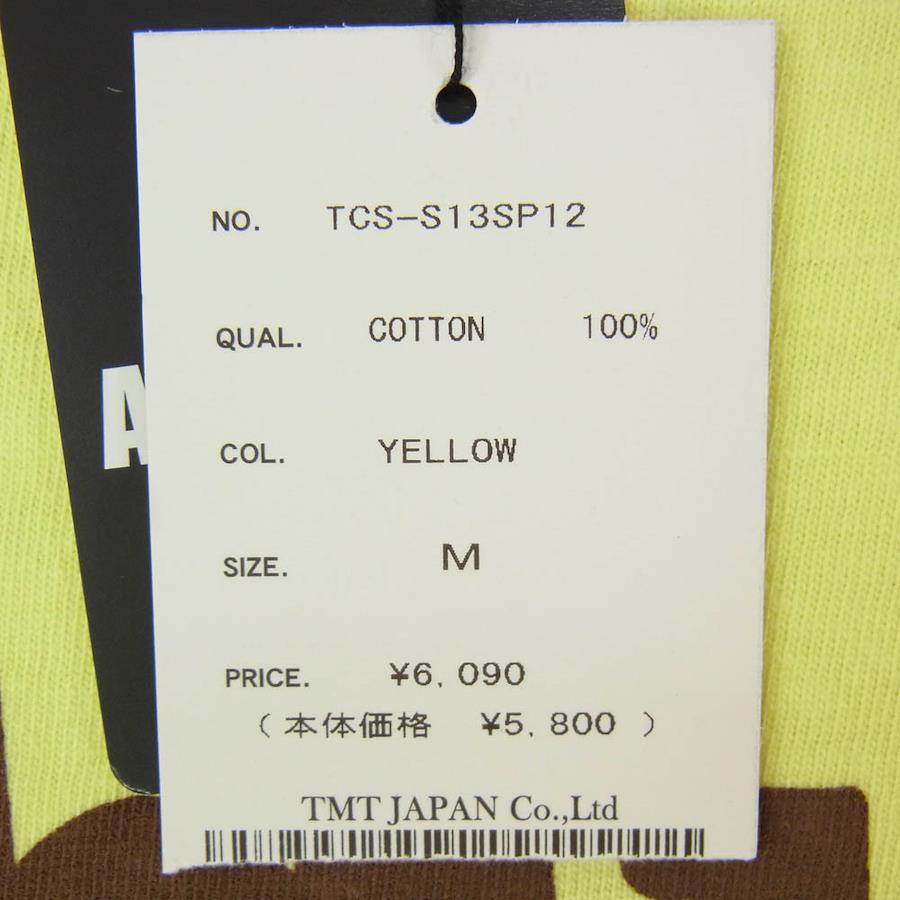 NO. TCS-S13SP12
QUAL. COTTON 100%
COL. YELLOW
SIZE. M
PRICE. ¥6,090
(本体価格 ¥5,800)
TMT JAPAN Co.,Ltd
A